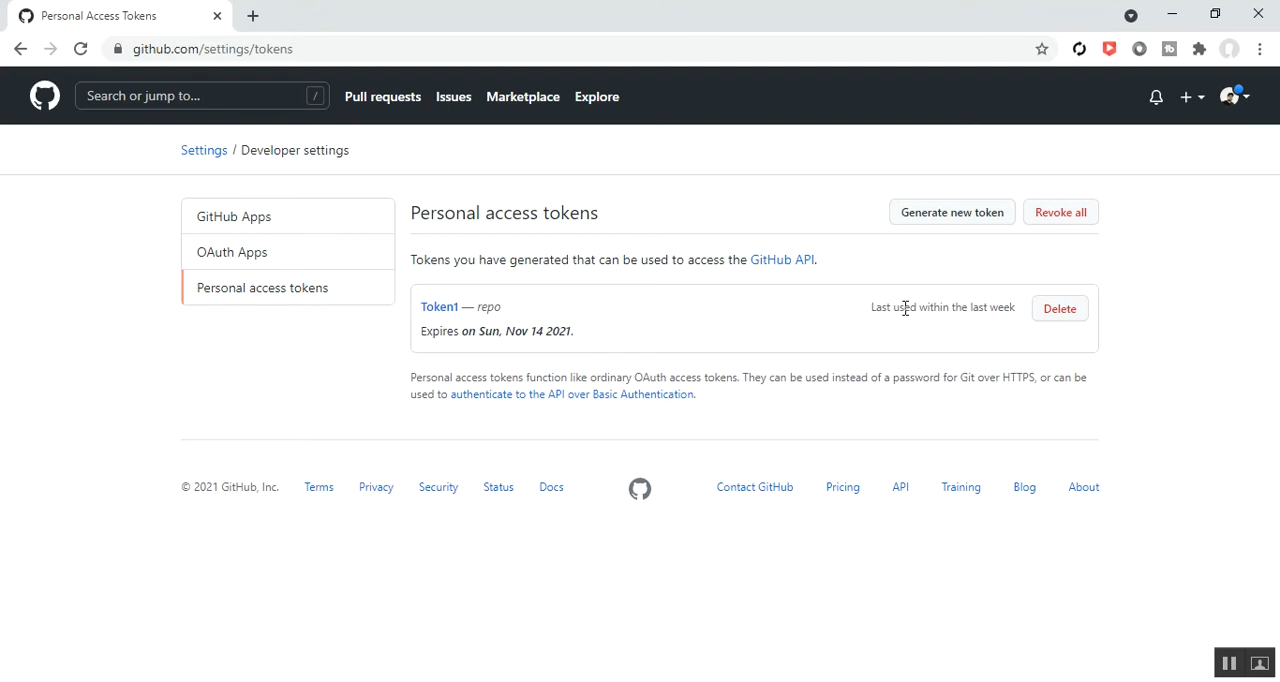 Personal Access Tokens
github.com/settings/tokens
Search or jump to... /
Pull requests Issues Marketplace Explore
Settings / Developer settings
GitHub Apps
OAuth Apps
Personal access tokens
Personal access tokens
Generate new token Revoke all
Tokens you have generated that can be used to access the GitHub API.
Token1 — repo Last used within the last week Delete
Expires on Sun, Nov 14 2021.
Personal access tokens function like ordinary OAuth access tokens. They can be used instead of a password for Git over HTTPS, or can be
used to authenticate to the API over Basic Authentication.
© 2021 GitHub, Inc. Terms Privacy Security Status Docs Contact GitHub Pricing API Training Blog About